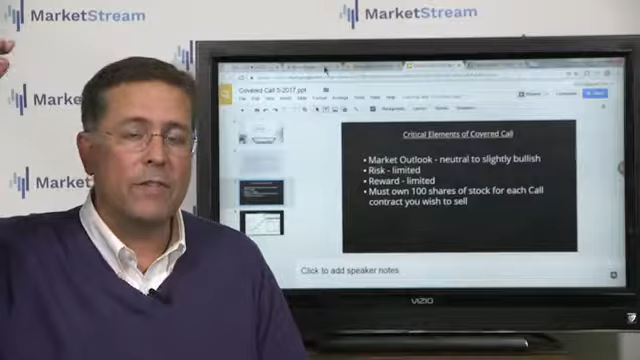 MarketStream
MarketStream
Market
Market
Covered Call 5-2017.ppt
Critical Elements of Covered Call
• Market Outlook - neutral to slightly bullish
• Risk - limited
• Reward - limited
• Must own 100 shares of stock for each Call
contract you wish to sell
Click to add speaker notes
VIZIO
MarketStream